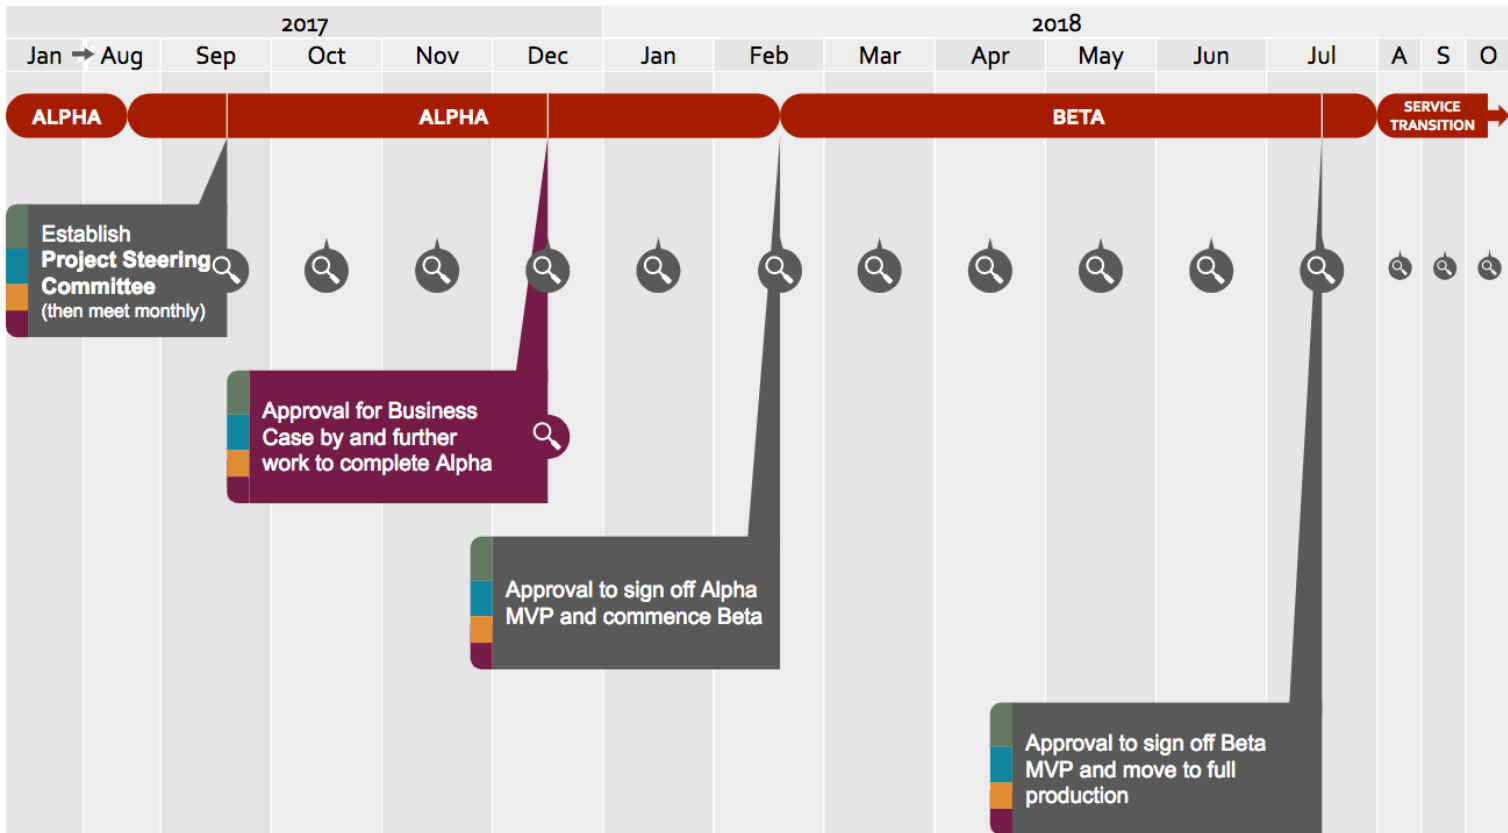 2017 2018
Jan → Aug Sep Oct Nov Dec Jan Feb Mar Apr May Jun Jul A S O
ALPHA ALPHA BETA SERVICE
TRANSITION
Establish
Project Steering
Committee
(then meet monthly)
Approval for Business
Case by and further
work to complete Alpha
Approval to sign off Alpha
MVP and commence Beta
Approval to sign off Beta
MVP and move to full
production